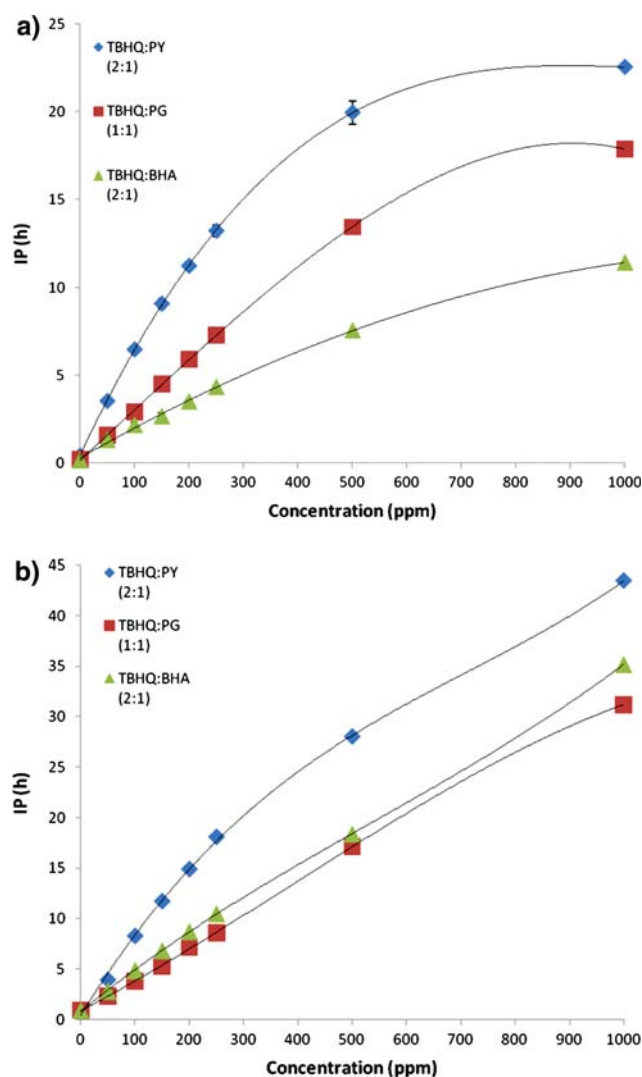 a)
TBHQ:PY
(2:1)
TBHQ:PG
(1:1)
TBHQ:BHA
(2:1)
25
20
15
10
5
0
IP (h)
0 100 200 300 400 500 600 700 800 900 1000
Concentration (ppm)
b)
TBHQ:PY
(2:1)
TBHQ:PG
(1:1)
TBHQ:BHA
(2:1)
45
40
35
30
25
20
15
10
5
0
IP (h)
0 100 200 300 400 500 600 700 800 900 1000
Concentration (ppm)